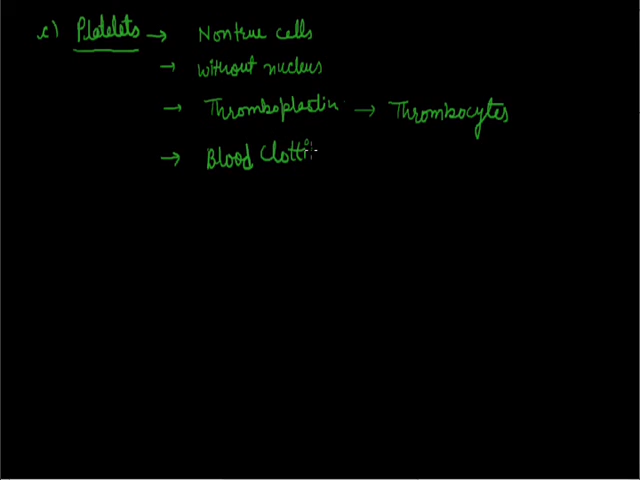 c) Platelets → Nontrue cells
→ without nucleus
→ Thromboplastin → Thrombocytes
→ Blood Clotti